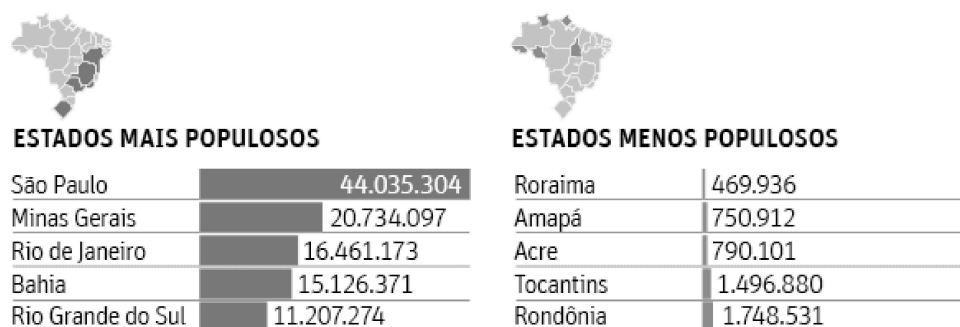 ESTADOS MAIS POPULOSOS
São Paulo 44.035.304
Minas Gerais 20.734.097
Rio de Janeiro 16.461.173
Bahia 15.126.371
Rio Grande do Sul 11.207.274
ESTADOS MENOS POPULOSOS
Roraima 469.936
Amapá 750.912
Acre 790.101
Tocantins 1.496.880
Rondônia 1.748.531